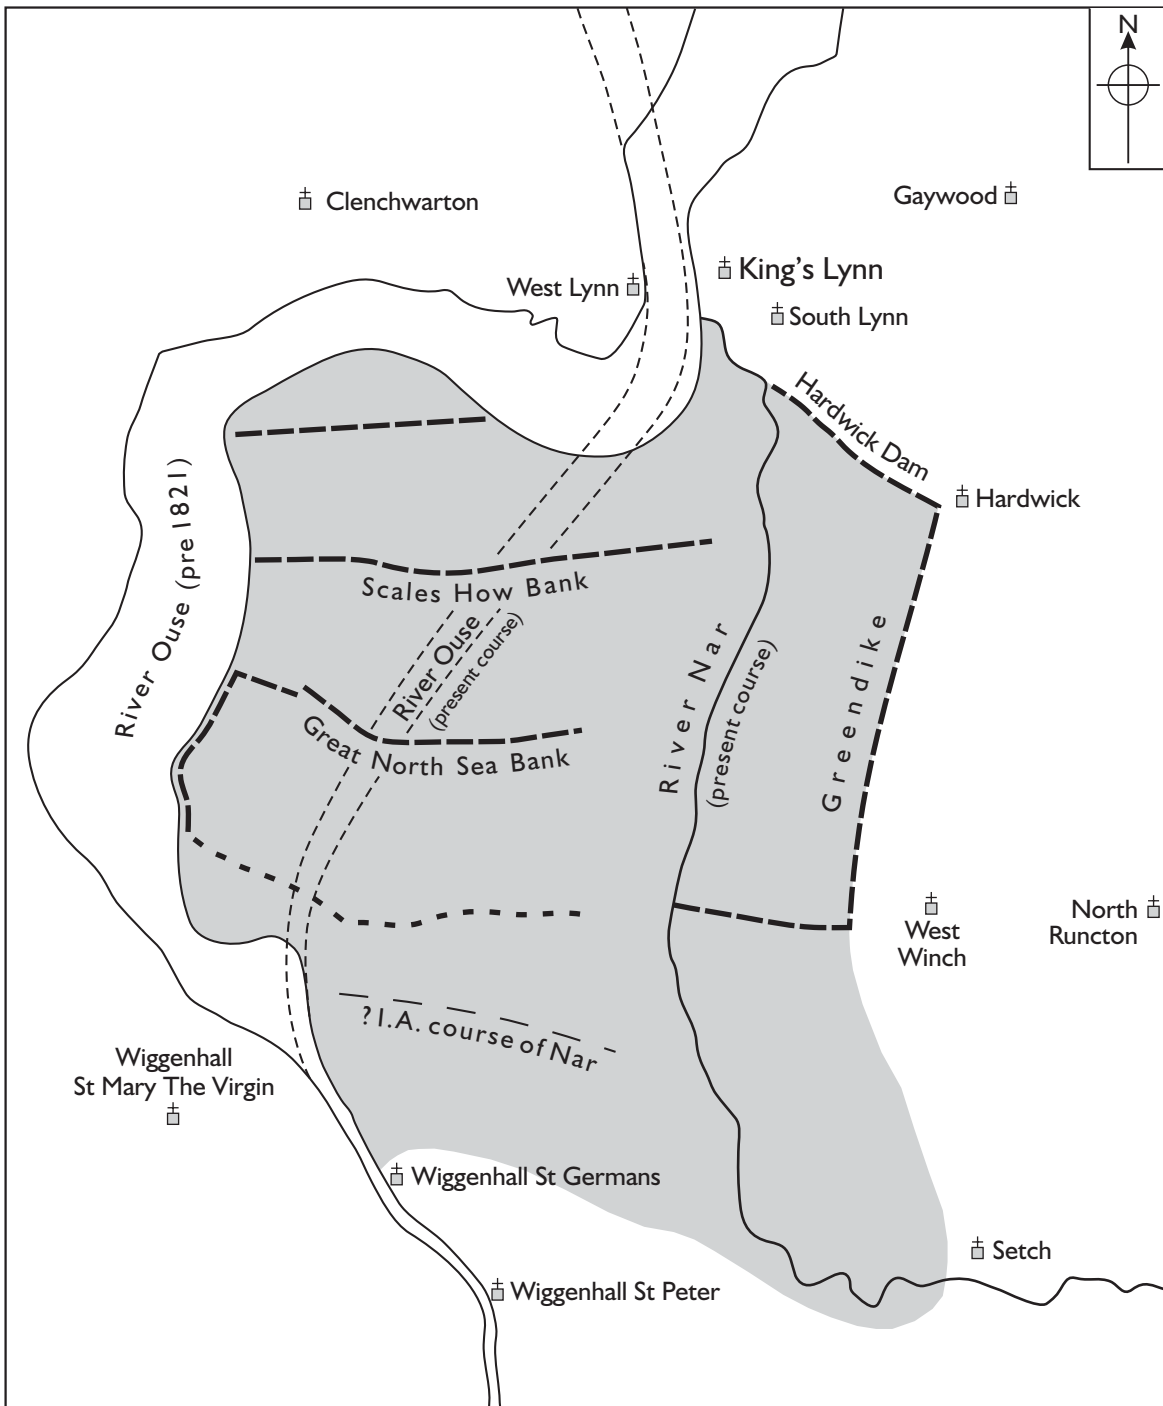 N
Clenchwarton
Gaywood
King's Lynn
West Lynn
South Lynn
Hardwick Dam
Hardwick
River Ouse (pre 1821)
Scales How Bank
River Ouse
(present course)
River Nar
(present course)
Greendike
Great North Sea Bank
West
Winch
North
Runcton
? I.A. course of Nar
Wiggenhall
St Mary The Virgin
Wiggenhall St Germans
Setch
Wiggenhall St Peter